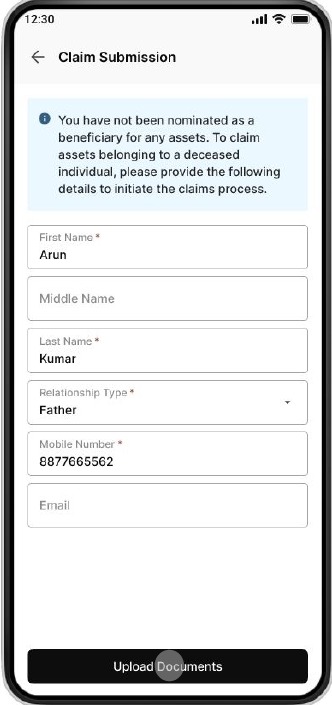 12:30
Claim Submission
You have not been nominated as a
beneficiary for any assets. To claim
assets belonging to a deceased
individual, please provide the following
details to initiate the claims process.
First Name *
Arun
Middle Name
Last Name *
Kumar
Relationship Type *
Father
Mobile Number *
8877665562
Email
Upload Documents